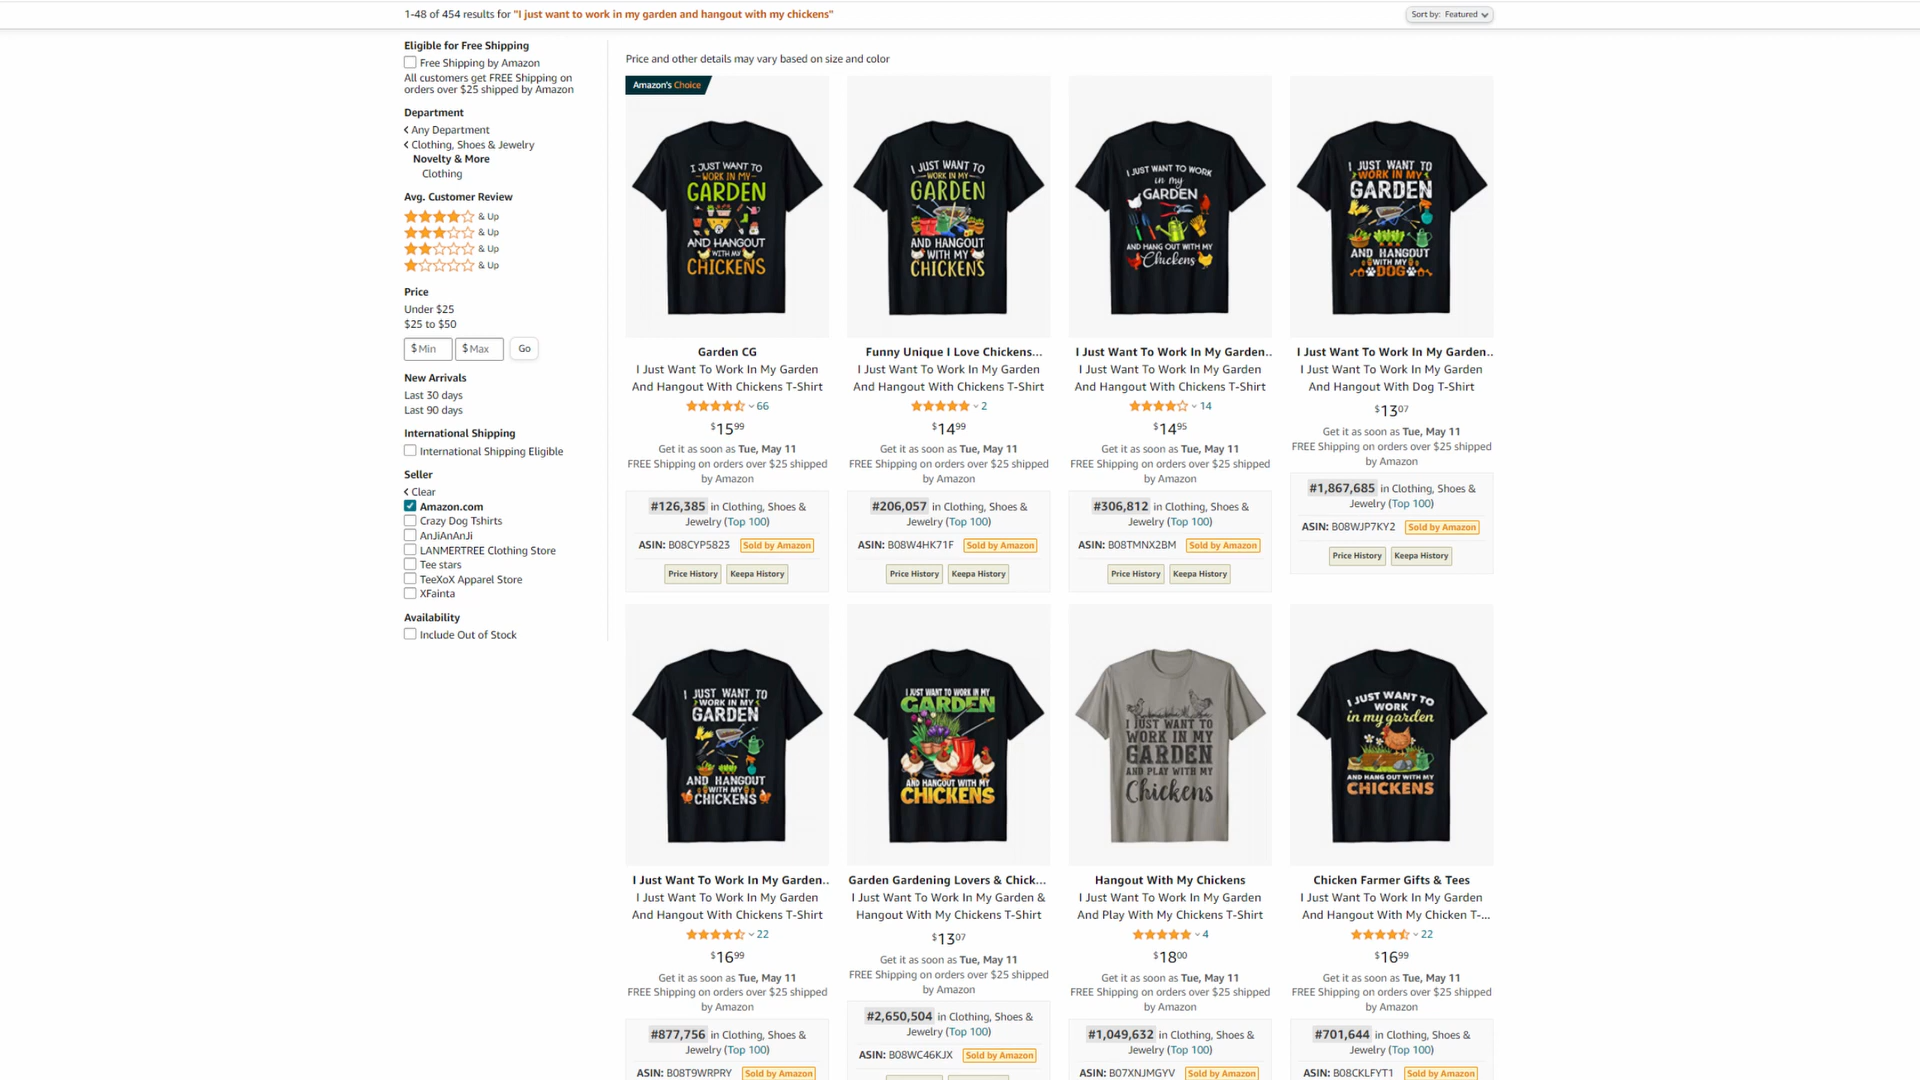 1-48 of 454 results for "I just want to work in my garden and hangout with my chickens"
Sort by: Featured
Eligible for Free Shipping
Free Shipping by Amazon
All customers get FREE Shipping on
orders over $25 shipped by Amazon
Department
Any Department
Clothing, Shoes & Jewelry
Novelty & More
Clothing
Avg. Customer Review
& Up
& Up
& Up
& Up
Price
Under $25
$25 to $50
$ Min $ Max Go
New Arrivals
Last 30 days
Last 90 days
International Shipping
International Shipping Eligible
Seller
Clear
Amazon.com
Crazy Dog Tshirts
AnJiAnAnJi
LANMERTREE Clothing Store
Tee stars
TeeXoX Apparel Store
XFainta
Availability
Include Out of Stock
Price and other details may vary based on size and color
Amazon's Choice
I JUST WANT TO
WORK IN MY
GARDEN
AND HANGOUT
WITH MY
CHICKENS
Garden CG
I Just Want To Work In My Garden
And Hangout With Chickens T-Shirt
66
$15.99
Get it as soon as Tue, May 11
FREE Shipping on orders over $25 shipped
by Amazon
#126,385 in Clothing, Shoes &
Jewelry (Top 100)
ASIN: B08CYP5823 Sold by Amazon
Price History Keepa History
I JUST WANT TO
WORK IN MY
GARDEN
AND HANGOUT
WITH MY
CHICKENS
Funny Unique I Love Chickens...
I Just Want To Work In My Garden
And Hangout With Chickens T-Shirt
2
$14.99
Get it as soon as Tue, May 11
FREE Shipping on orders over $25 shipped
by Amazon
#206,057 in Clothing, Shoes &
Jewelry (Top 100)
ASIN: B08W4HK71F Sold by Amazon
Price History Keepa History
I JUST WANT TO WORK
in my
GARDEN
AND HANG OUT WITH MY
Chickens
I Just Want To Work In My Garden..
I Just Want To Work In My Garden
And Hangout With Chickens T-Shirt
14
$14.95
Get it as soon as Tue, May 11
FREE Shipping on orders over $25 shipped
by Amazon
#306,812 in Clothing, Shoes &
Jewelry (Top 100)
ASIN: B08TMNX2BM Sold by Amazon
Price History Keepa History
I JUST WANT TO
WORK IN MY
GARDEN
AND HANGOUT
WITH MY
DOG
I Just Want To Work In My Garden..
I Just Want To Work In My Garden
And Hangout With Dog T-Shirt
$13.07
Get it as soon as Tue, May 11
FREE Shipping on orders over $25 shipped
by Amazon
#1,867,685 in Clothing, Shoes &
Jewelry (Top 100)
ASIN: B08WJP7KY2 Sold by Amazon
Price History Keepa History
I JUST WANT TO
WORK IN MY
GARDEN
AND HANGOUT
WITH MY
CHICKENS
I Just Want To Work In My Garden..
I Just Want To Work In My Garden
And Hangout With Chickens T-Shirt
22
$16.99
Get it as soon as Tue, May 11
FREE Shipping on orders over $25 shipped
by Amazon
#877,756 in Clothing, Shoes &
Jewelry (Top 100)
ASIN: B08T9WRPRY Sold by Amazon
I JUST WANT TO WORK IN MY
GARDEN
AND HANGOUT WITH MY
CHICKENS
Garden Gardening Lovers & Chick...
I Just Want To Work In My Garden &
Hangout With My Chickens T-Shirt
$13.07
Get it as soon as Tue, May 11
FREE Shipping on orders over $25 shipped
by Amazon
#2,650,504 in Clothing, Shoes &
Jewelry (Top 100)
ASIN: B08WC46KJX Sold by Amazon
I JUST WANT TO
WORK IN MY
GARDEN
AND PLAY WITH MY
Chickens
Hangout With My Chickens
I Just Want To Work In My Garden
And Play With My Chickens T-Shirt
4
$18.00
Get it as soon as Tue, May 11
FREE Shipping on orders over $25 shipped
by Amazon
#1,049,632 in Clothing, Shoes &
Jewelry (Top 100)
ASIN: B07XNJMGYV Sold by Amazon
I JUST WANT TO
WORK
in my garden
AND HANG OUT WITH MY
CHICKENS
Chicken Farmer Gifts & Tees
I Just Want To Work In My Garden
And Hangout With My Chicken T-...
22
$16.99
Get it as soon as Tue, May 11
FREE Shipping on orders over $25 shipped
by Amazon
#701,644 in Clothing, Shoes &
Jewelry (Top 100)
ASIN: B08CKLFYT1 Sold by Amazon